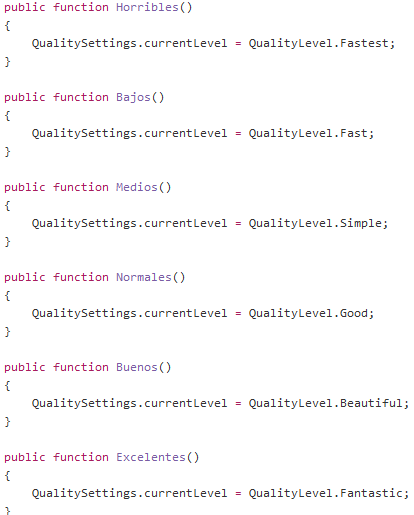 public function Horribles()
{
    QualitySettings.currentLevel = QualityLevel.Fastest;
}
public function Bajos()
{
    QualitySettings.currentLevel = QualityLevel.Fast;
}
public function Medios()
{
    QualitySettings.currentLevel = QualityLevel.Simple;
}
public function Normales()
{
    QualitySettings.currentLevel = QualityLevel.Good;
}
public function Buenos()
{
    QualitySettings.currentLevel = QualityLevel.Beautiful;
}
public function Excelentes()
{
    QualitySettings.currentLevel = QualityLevel.Fantastic;
}